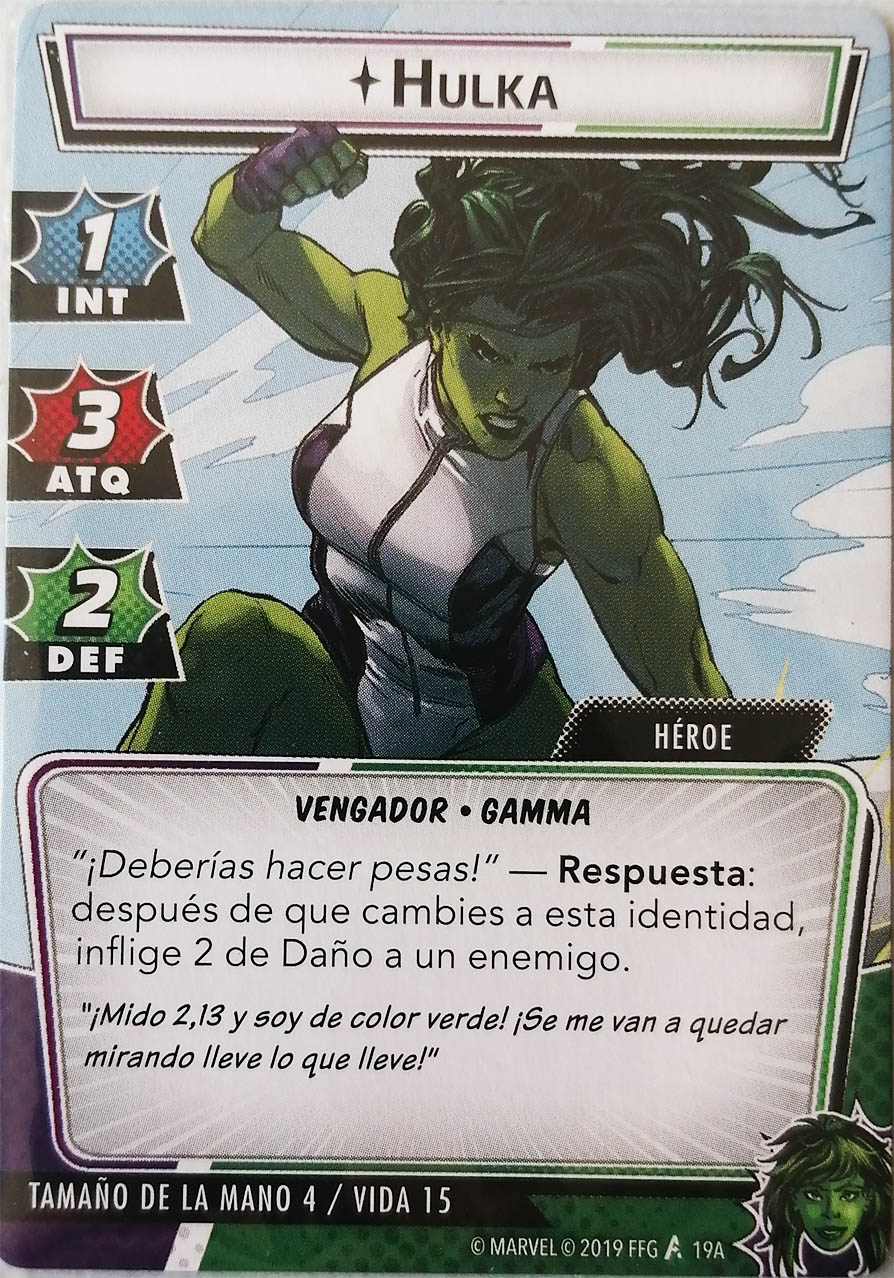 HULKA
1
INT
3
ATQ
2
DEF
HÉROE
VENGADOR • GAMMA
"¡Deberías hacer pesas!" — Respuesta:
después de que cambies a esta identidad,
inflige 2 de Daño a un enemigo.
"¡Mido 2,13 y soy de color verde! ¡Se me van a quedar
mirando lleve lo que lleve!"
TAMAÑO DE LA MANO 4 / VIDA 15
© MARVEL © 2019 FFG 19A